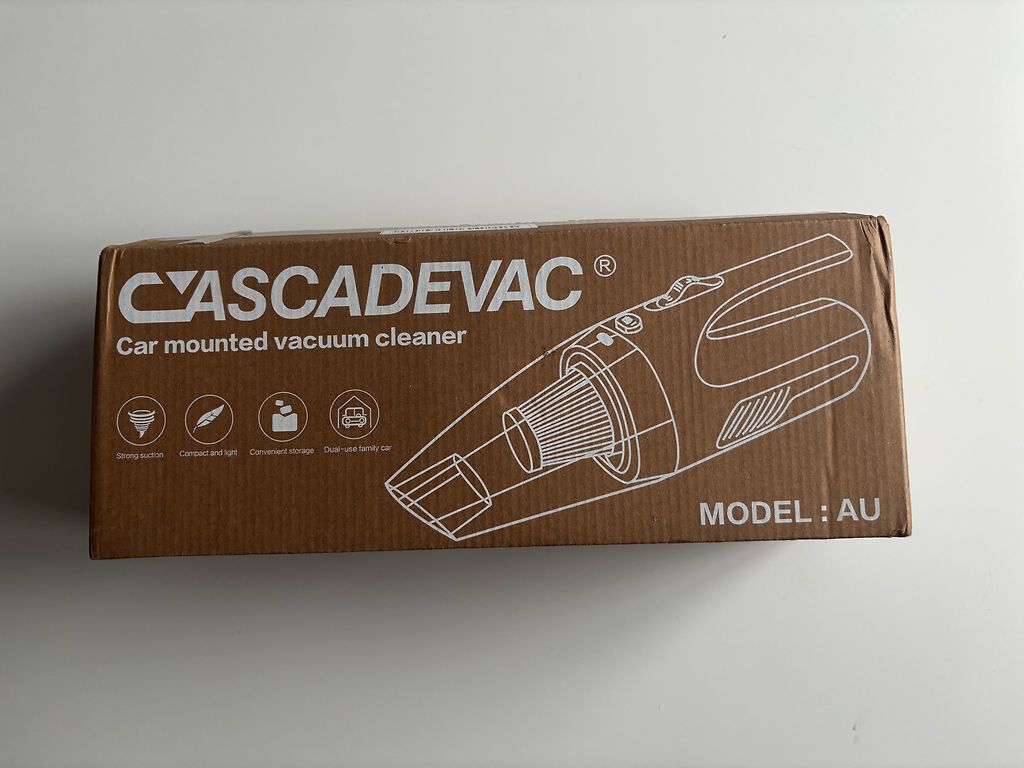 CASCADEVAC®
Car mounted vacuum cleaner
Strong suction
Compact and light
Convenient storage
Dual-use family car
MODEL : AU